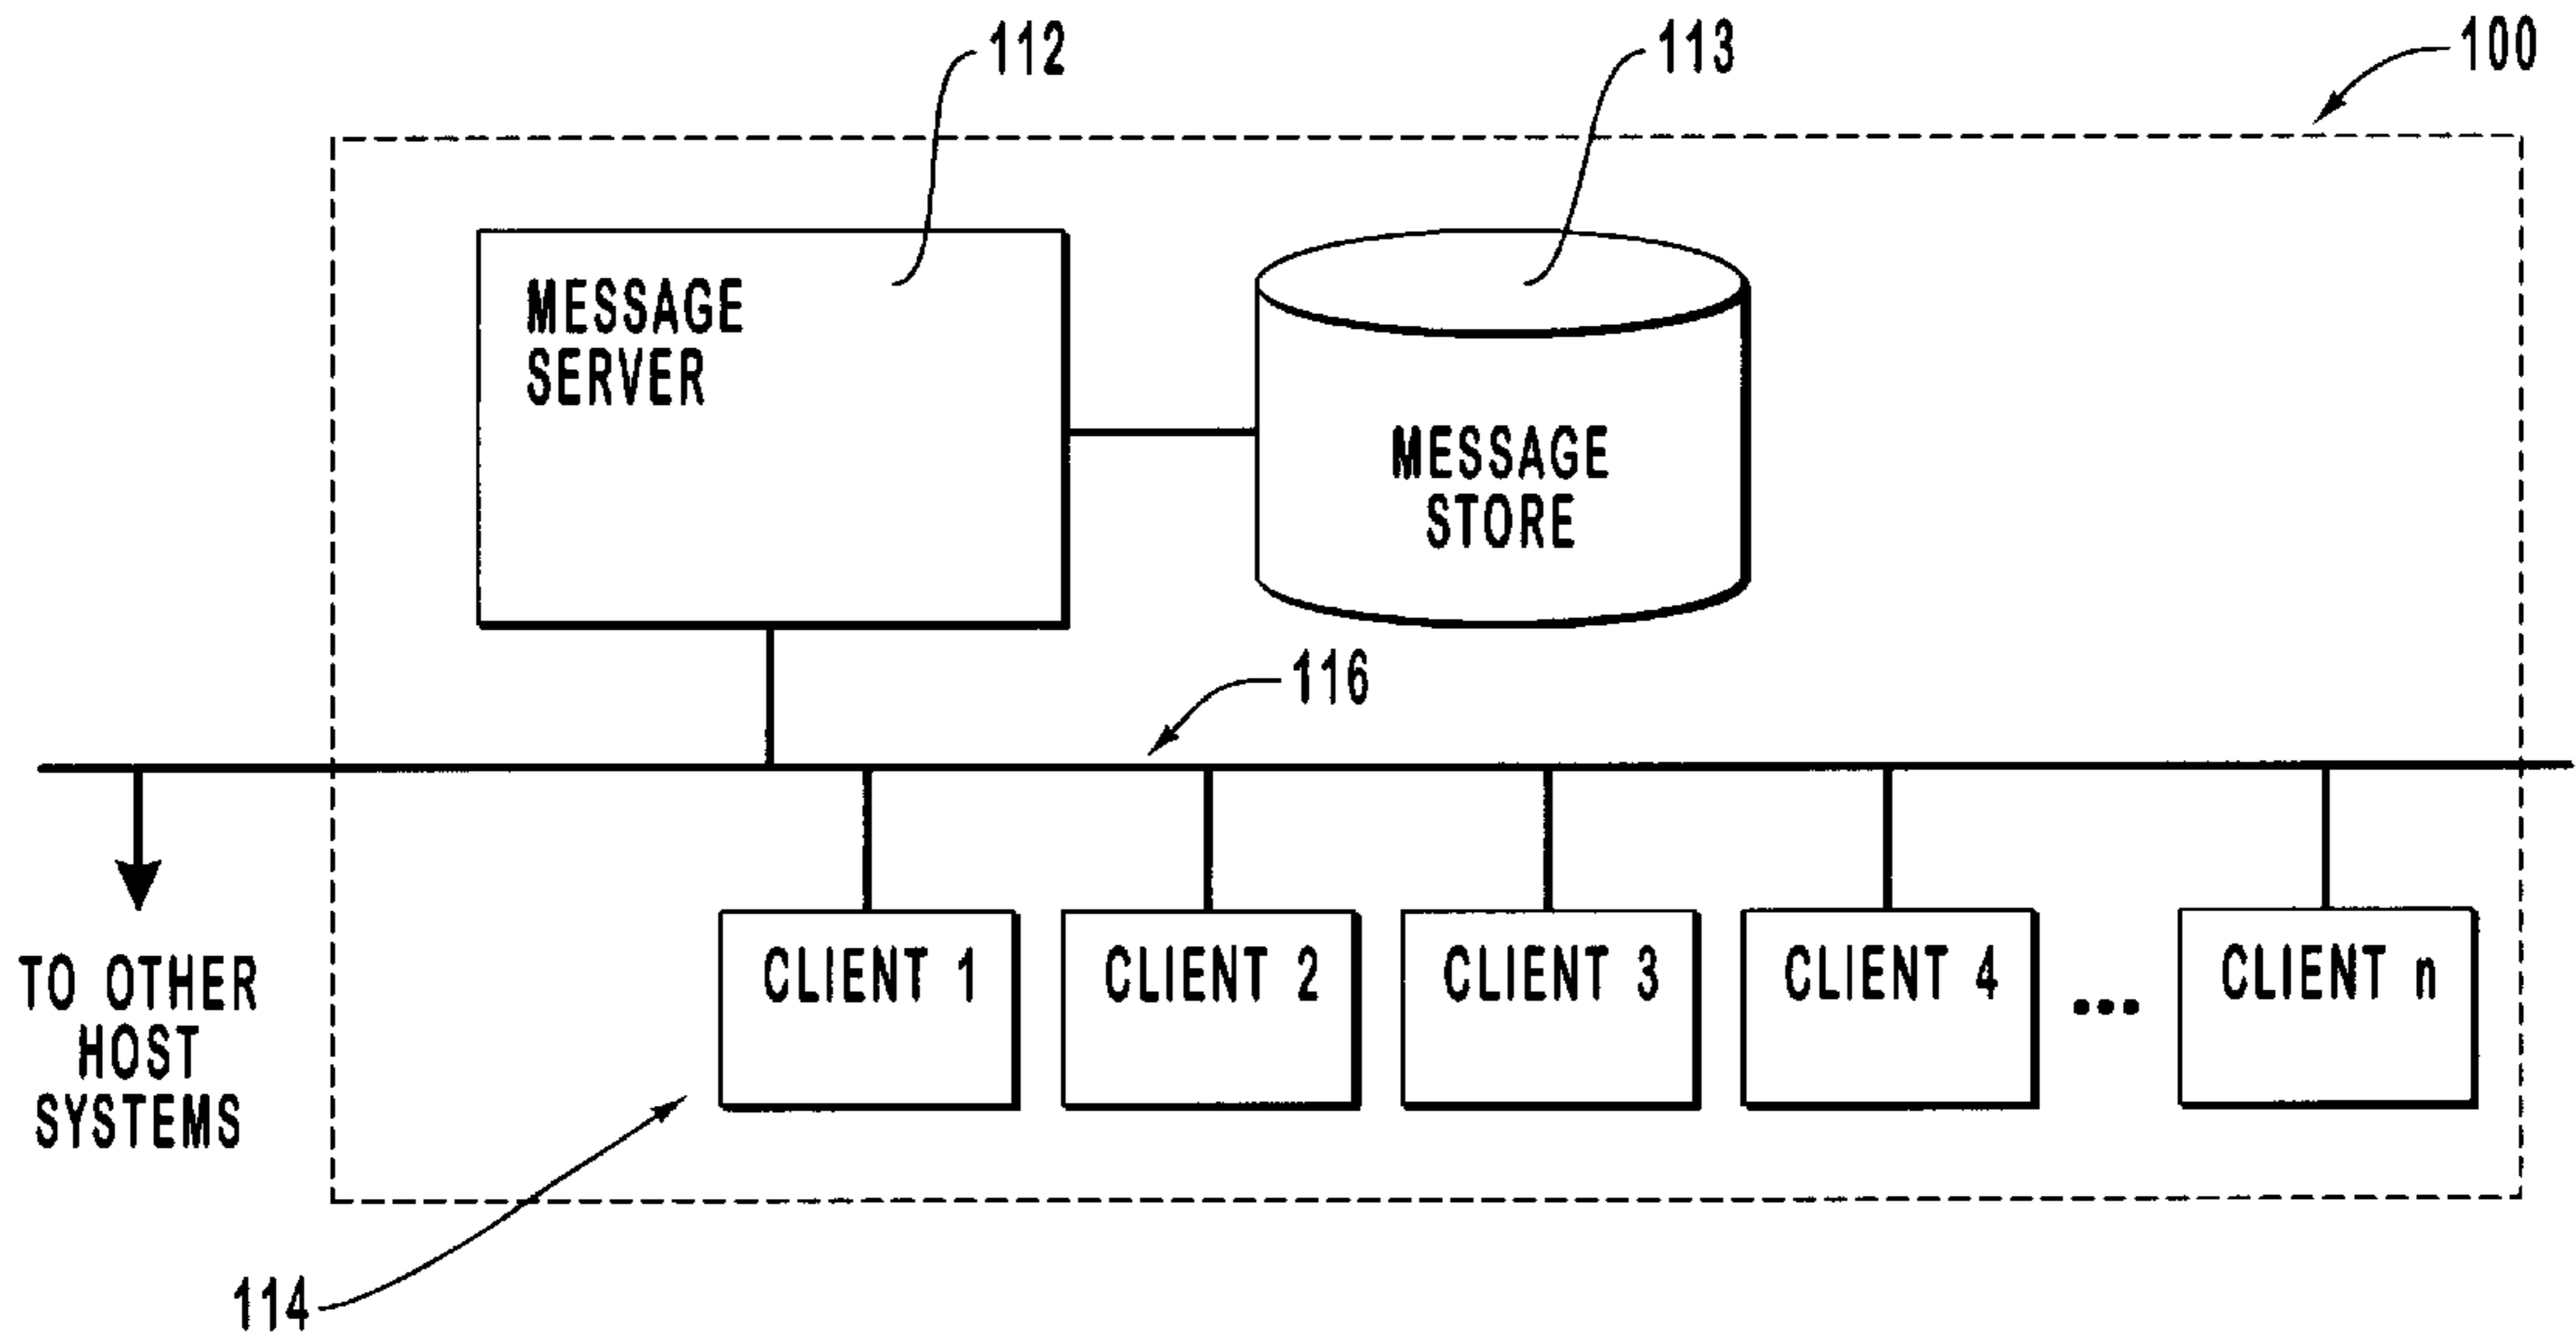 112
113
100
MESSAGE
SERVER
MESSAGE
STORE
116
CLIENT 1
CLIENT 2
CLIENT 3
CLIENT 4
...
CLIENT n
TO OTHER
HOST
SYSTEMS
114